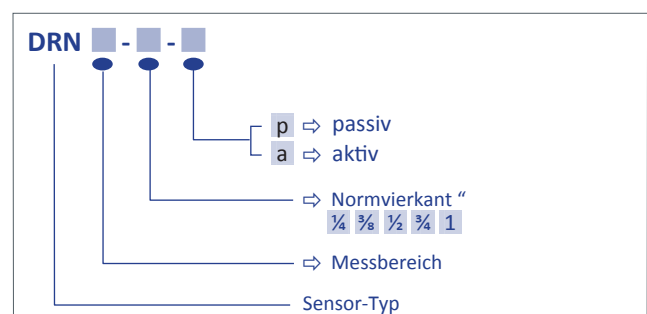 DRN - -
p ⇨ passiv
a ⇨ aktiv
⇨ Normvierkant “
¼ ⅜ ½ ¾ 1
⇨ Messbereich
Sensor-Typ